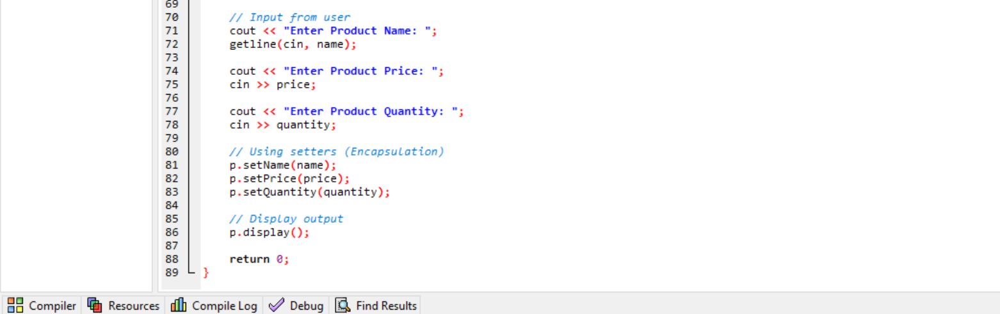 69
70 // Input from user
71 cout << "Enter Product Name: ";
72 getline(cin, name);
73
74 cout << "Enter Product Price: ";
75 cin >> price;
76
77 cout << "Enter Product Quantity: ";
78 cin >> quantity;
79
80 // Using setters (Encapsulation)
81 p.setName(name);
82 p.setPrice(price);
83 p.setQuantity(quantity);
84
85 // Display output
86 p.display();
87
88 return 0;
89 }
Compiler Resources Compile Log Debug Find Results